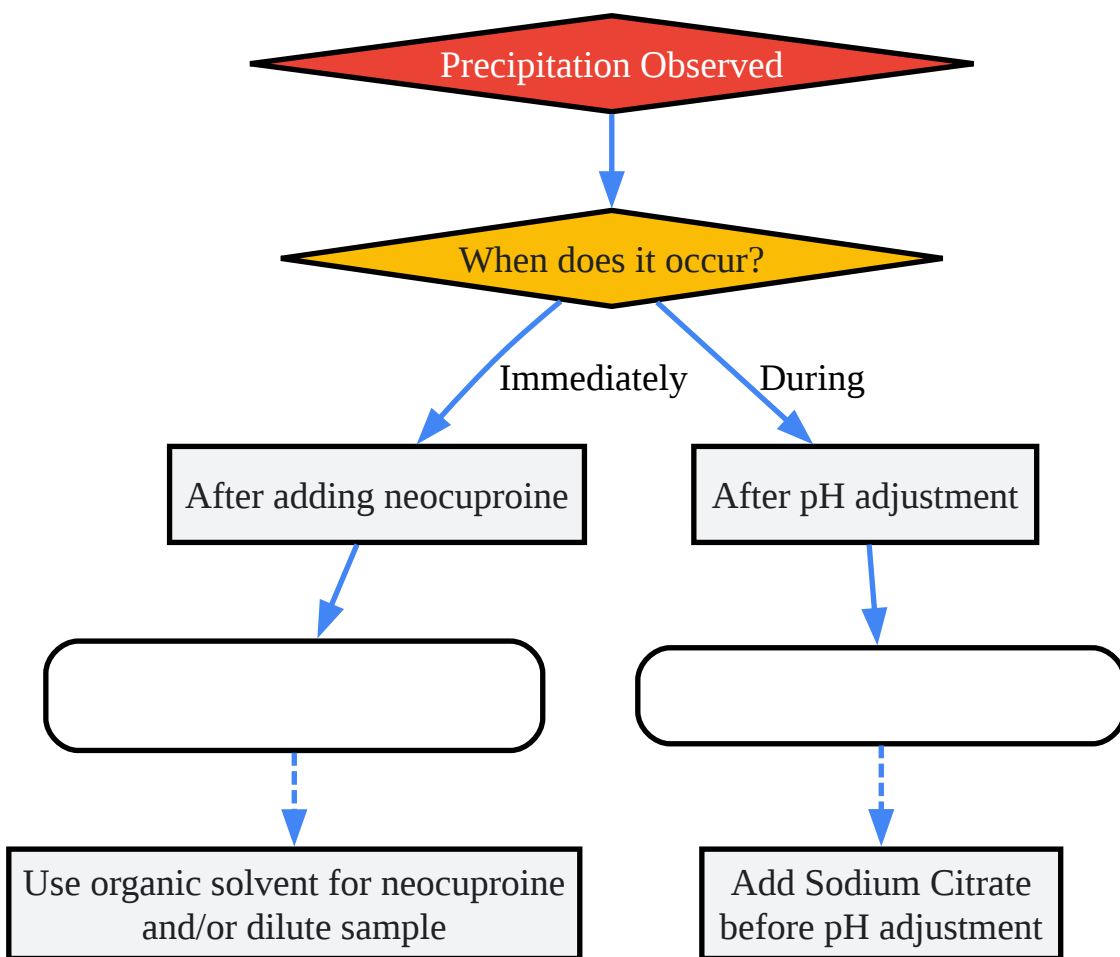 Precipitation Observed
When does it occur?
Immediately
During
After adding neocuproine
After pH adjustment
Use organic solvent for neocuproine
and/or dilute sample
Add Sodium Citrate
before pH adjustment